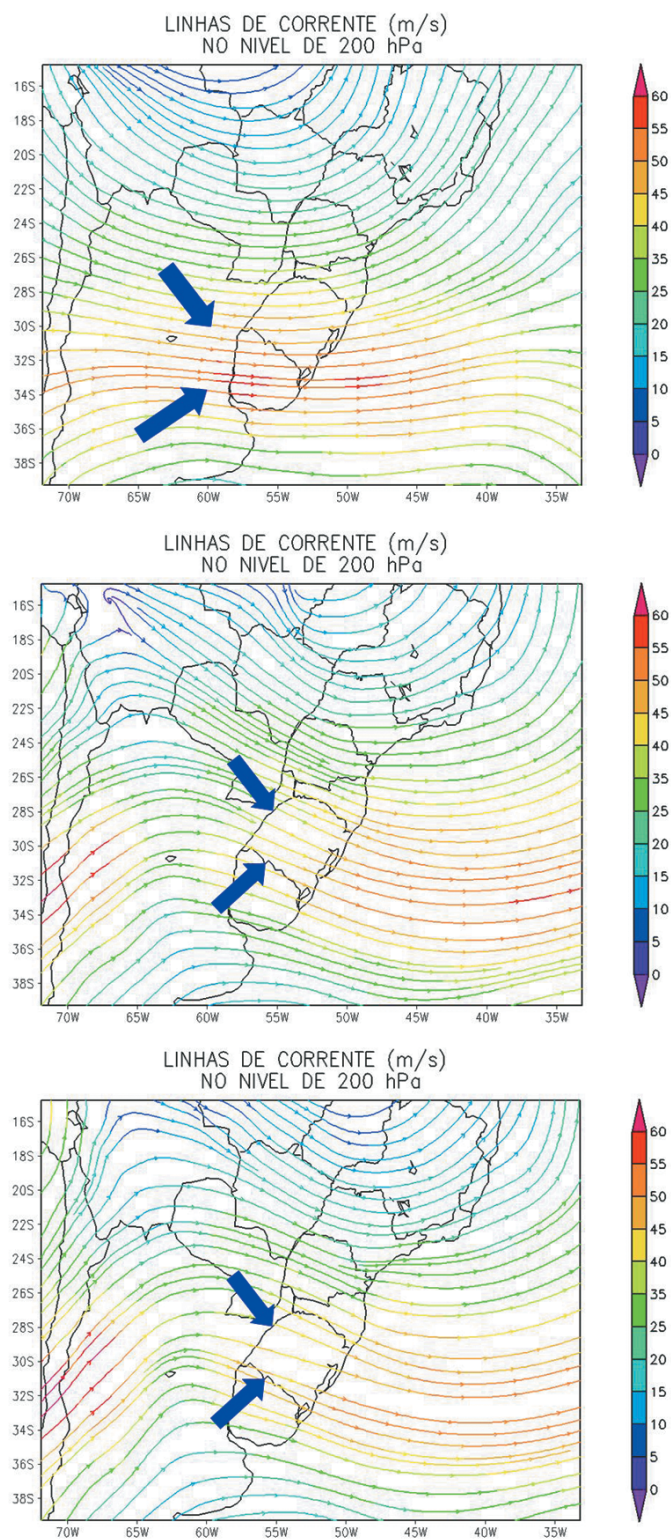 LINHAS DE CORRENTE (m/s)
NO NIVEL DE 200 hPa
16S
18S
20S
22S
24S
26S
28S
30S
32S
34S
36S
38S
70W 65W 60W 55W 50W 45W 40W 35W
60
55
50
45
40
35
30
25
20
15
10
5
0
LINHAS DE CORRENTE (m/s)
NO NIVEL DE 200 hPa
16S
18S
20S
22S
24S
26S
28S
30S
32S
34S
36S
38S
70W 65W 60W 55W 50W 45W 40W 35W
60
55
50
45
40
35
30
25
20
15
10
5
0
LINHAS DE CORRENTE (m/s)
NO NIVEL DE 200 hPa
16S
18S
20S
22S
24S
26S
28S
30S
32S
34S
36S
38S
70W 65W 60W 55W 50W 45W 40W 35W
60
55
50
45
40
35
30
25
20
15
10
5
0